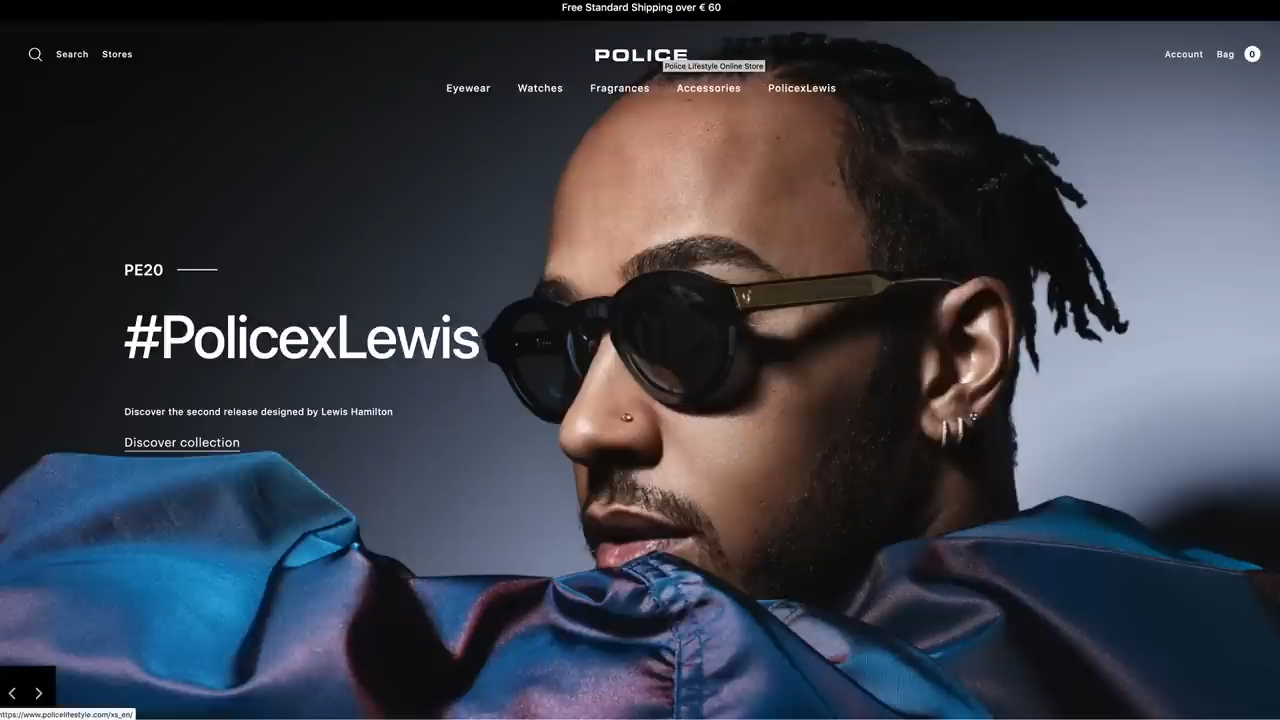 Free Standard Shipping over € 60
Search Stores
POLICE
Account Bag 0
Police Lifestyle Online Store
Eyewear Watches Fragrances Accessories PolicexLewis
PE20
#PolicexLewis
Discover the second release designed by Lewis Hamilton
Discover collection
https://www.policelifestyle.com/xs_en/